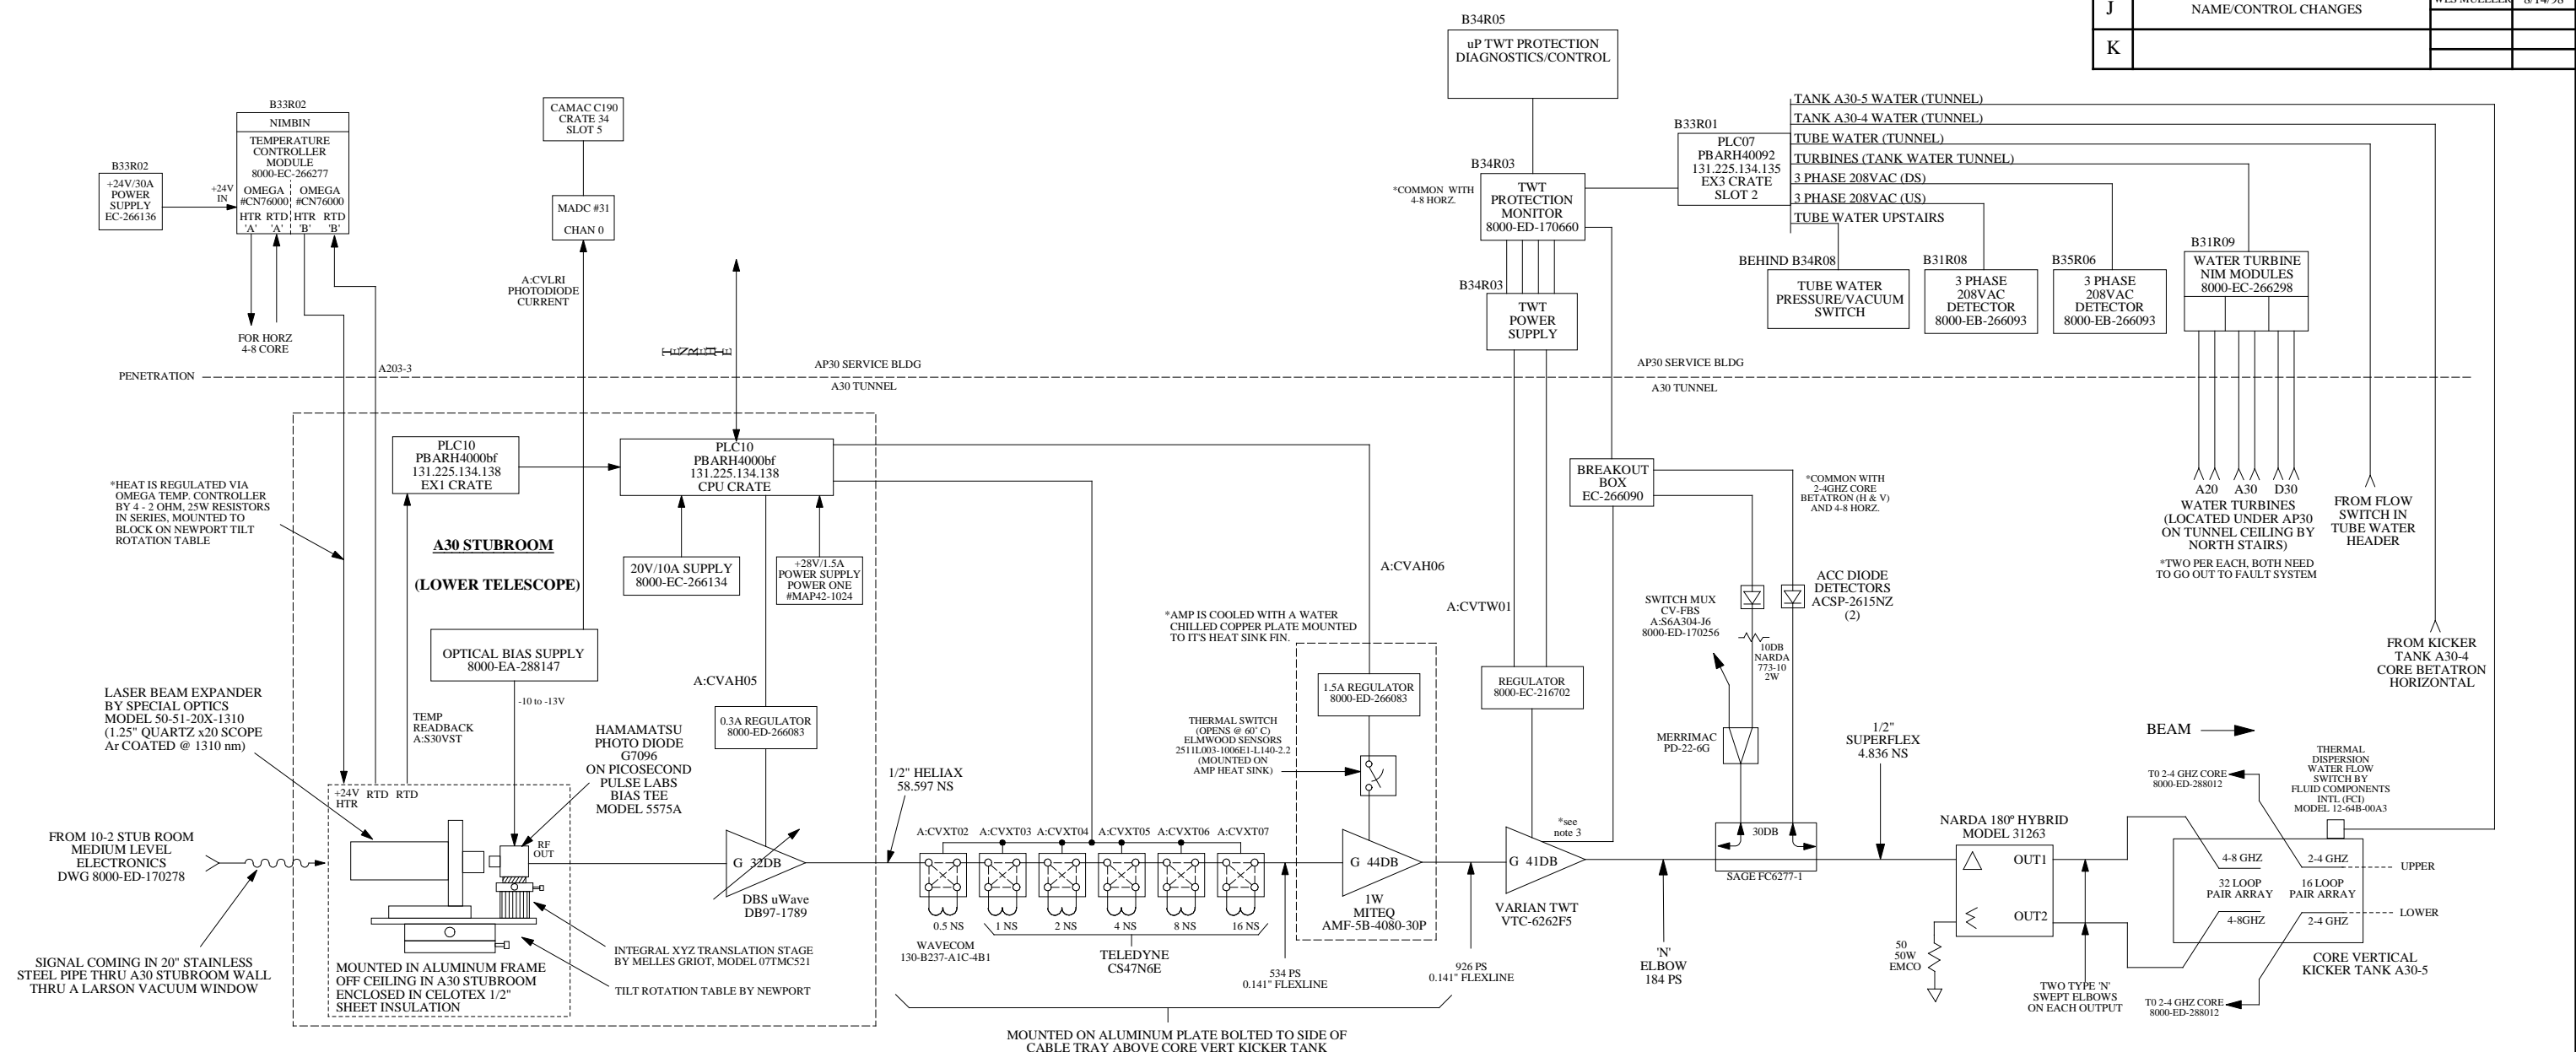 J
NAME/CONTROL CHANGES
WES MUELLER
8/14/98
K
B34R05
uP TWT PROTECTION
DIAGNOSTICS/CONTROL
B33R02
NIMBIN
TEMPERATURE
CONTROLLER
MODULE
8000-EC-266277
OMEGA
#CN76000
OMEGA
#CN76000
HTR RTD HTR RTD
'A' 'A' 'B' 'B'
B33R02
+24V/30A
POWER
SUPPLY
EC-266136
+24V
IN
FOR HORZ
4-8 CORE
CAMAC C190
CRATE 34
SLOT 5
MADC #31
CHAN 0
A:CVLRI
PHOTODIODE
CURRENT
B34R03
*COMMON WITH
4-8 HORZ.
TWT
PROTECTION
MONITOR
8000-ED-170660
B34R03
TWT
POWER
SUPPLY
B33R01
PLC07
PBARH40092
131.225.134.135
EX3 CRATE
SLOT 2
TANK A30-5 WATER (TUNNEL)
TANK A30-4 WATER (TUNNEL)
TUBE WATER (TUNNEL)
TURBINES (TANK WATER TUNNEL)
3 PHASE 208VAC (DS)
3 PHASE 208VAC (US)
TUBE WATER UPSTAIRS
BEHIND B34R08
TUBE WATER
PRESSURE/VACUUM
SWITCH
B31R08
3 PHASE
208VAC
DETECTOR
8000-EB-266093
B35R06
3 PHASE
208VAC
DETECTOR
8000-EB-266093
B31R09
WATER TURBINE
NIM MODULES
8000-EC-266298
PENETRATION
A203-3
AP30 SERVICE BLDG
A30 TUNNEL
AP30 SERVICE BLDG
A30 TUNNEL
PLC10
PBARH4000bf
131.225.134.138
EX1 CRATE
PLC10
PBARH4000bf
131.225.134.138
CPU CRATE
*HEAT IS REGULATED VIA
OMEGA TEMP. CONTROLLER
BY 4 - 2 OHM, 25W RESISTORS
IN SERIES, MOUNTED TO
BLOCK ON NEWPORT TILT
ROTATION TABLE
A30 STUBROOM
(LOWER TELESCOPE)
20V/10A SUPPLY
8000-EC-266134
+28V/1.5A
POWER SUPPLY
POWER ONE
#MAP42-1024
OPTICAL BIAS SUPPLY
8000-EA-288147
-10 to -13V
A:CVAH05
0.3A REGULATOR
8000-ED-266083
LASER BEAM EXPANDER
BY SPECIAL OPTICS
MODEL 50-51-20X-1310
(1.25" QUARTZ x20 SCOPE
Ar COATED @ 1310 nm)
TEMP
READBACK
A:S30VST
HAMAMATSU
PHOTO DIODE
G7096
ON PICOSECOND
PULSE LABS
BIAS TEE
MODEL 5575A
+24V
HTR
RTD RTD
RF
OUT
FROM 10-2 STUB ROOM
MEDIUM LEVEL
ELECTRONICS
DWG 8000-ED-170278
SIGNAL COMING IN 20" STAINLESS
STEEL PIPE THRU A30 STUBROOM WALL
THRU A LARSON VACUUM WINDOW
MOUNTED IN ALUMINUM FRAME
OFF CEILING IN A30 STUBROOM
ENCLOSED IN CELOTEX 1/2"
SHEET INSULATION
INTEGRAL XYZ TRANSLATION STAGE
BY MELLES GRIOT, MODEL 07TMC521
TILT ROTATION TABLE BY NEWPORT
G 32DB
DBS uWave
DB97-1789
1/2" HELIAX
58.597 NS
A:CVXT02 A:CVXT03 A:CVXT04 A:CVXT05 A:CVXT06 A:CVXT07
0.5 NS 1 NS 2 NS 4 NS 8 NS 16 NS
WAVECOM
130-B237-A1C-4B1
TELEDYNE
CS47N6E
534 PS
0.141" FLEXLINE
MOUNTED ON ALUMINUM PLATE BOLTED TO SIDE OF
CABLE TRAY ABOVE CORE VERT KICKER TANK
A:CVAH06
*AMP IS COOLED WITH A WATER
CHILLED COPPER PLATE MOUNTED
TO IT'S HEAT SINK FIN.
1.5A REGULATOR
8000-ED-266083
THERMAL SWITCH
(OPENS @ 60° C)
ELMWOOD SENSORS
2511L003-1006E1-L140-2.2
(MOUNTED ON
AMP HEAT SINK)
G 44DB
1W
MITEQ
AMF-5B-4080-30P
926 PS
0.141" FLEXLINE
A:CVTW01
REGULATOR
8000-EC-216702
*see
note 3
G 41DB
VARIAN TWT
VTC-6262F5
BREAKOUT
BOX
EC-266090
*COMMON WITH
2-4GHZ CORE
BETATRON (H & V)
AND 4-8 HORZ.
SWITCH MUX
CV-FBS
A:S6A304-J6
8000-ED-170256
ACC DIODE
DETECTORS
ACSP-2615NZ
(2)
10DB
NARDA
773-10
2W
MERRIMAC
PD-22-6G
30DB
SAGE FC6277-1
'N'
ELBOW
184 PS
1/2"
SUPERFLEX
4.836 NS
NARDA 180° HYBRID
MODEL 31263
OUT1
OUT2
50
50W
EMCO
TWO TYPE 'N'
SWEPT ELBOWS
ON EACH OUTPUT
A20 A30 D30
WATER TURBINES
(LOCATED UNDER AP30
ON TUNNEL CEILING BY
NORTH STAIRS)
*TWO PER EACH, BOTH NEED
TO GO OUT TO FAULT SYSTEM
FROM FLOW
SWITCH IN
TUBE WATER
HEADER
FROM KICKER
TANK A30-4
CORE BETATRON
HORIZONTAL
BEAM
THERMAL
DISPERSION
WATER FLOW
SWITCH BY
FLUID COMPONENTS
INTL (FCI)
MODEL 12-64B-00A3
T0 2-4 GHZ CORE
8000-ED-288012
4-8 GHZ
2-4 GHZ
32 LOOP
PAIR ARRAY
16 LOOP
PAIR ARRAY
4-8GHZ
2-4 GHZ
UPPER
LOWER
T0 2-4 GHZ CORE
8000-ED-288012
CORE VERTICAL
KICKER TANK A30-5